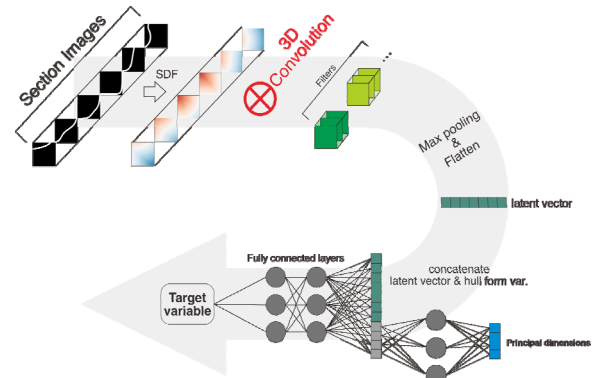 Section Images
SDF
3D
Convolution
Filters
...
Max pooling
&
Flatten
latent vector
Fully connected layers
concatenate
latent vector & hull form var.
Target
variable
Principal dimensions